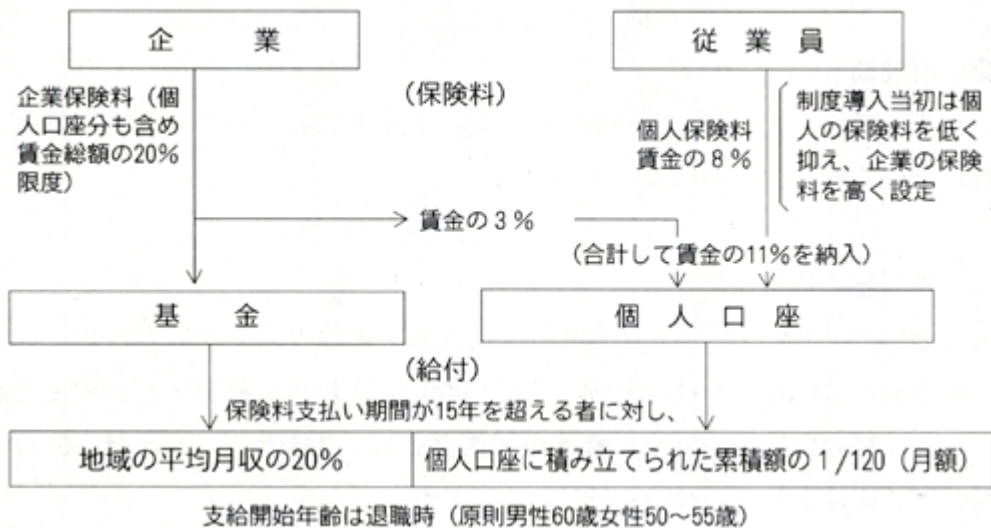 企業
従業員
企業保険料（個
人口座分も含め
賃金総額の20％
限度）
（保険料）
個人保険料
賃金の8％
制度導入当初は個
人の保険料を低く
抑え、企業の保険
料を高く設定
賃金の3％
（合計して賃金の11％を納入）
基金
個人口座
（給付）
保険料支払い期間が15年を超える者に対し、
地域の平均月収の20％
個人口座に積み立てられた累積額の1/120（月額）
支給開始年齢は退職時（原則男性60歳女性50～55歳）